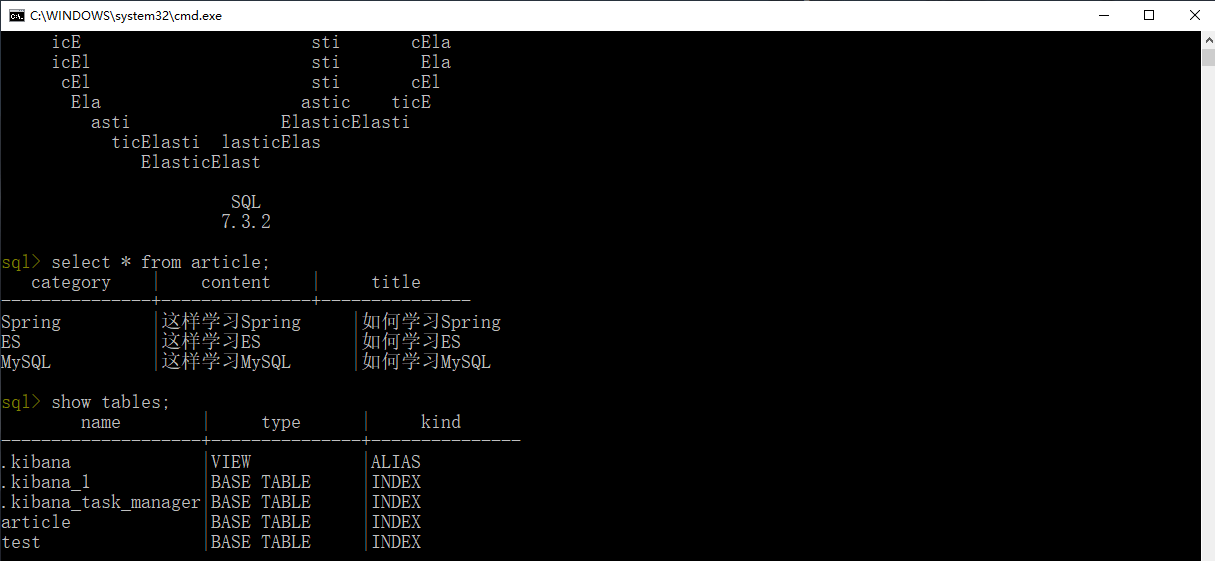 C:\WINDOWS\system32\cmd.exe
icE sti cEla
icEl sti Ela
cEl sti cEl
Ela astic ticE
asti ElasticElasti
ticElasti lasticElas
ElasticElast
SQL
7.3.2
sql> select * from article;
category | content | title
---------------+---------------+---------------
Spring |这样学习Spring |如何学习Spring
ES |这样学习ES |如何学习ES
MySQL |这样学习MySQL |如何学习MySQL
sql> show tables;
name | type | kind
--------------------+---------------+---------------
.kibana |VIEW |ALIAS
.kibana_1 |BASE TABLE |INDEX
.kibana_task_manager|BASE TABLE |INDEX
article |BASE TABLE |INDEX
test |BASE TABLE |INDEX